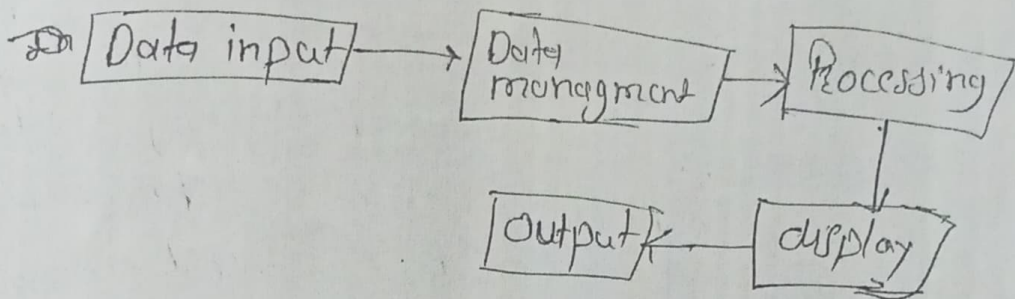 Data input
Data
managment
Processing
display
output